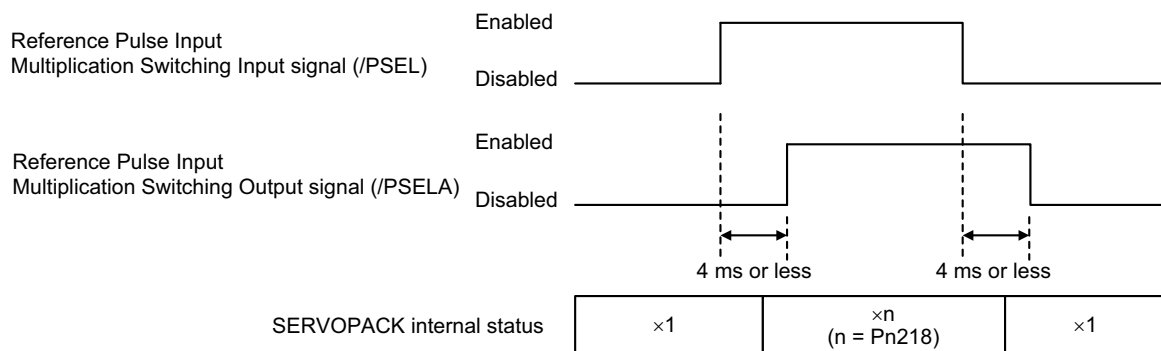 Reference Pulse Input
Multiplication Switching Input signal (/PSEL)
Enabled
Disabled
Reference Pulse Input
Multiplication Switching Output signal (/PSELA)
Enabled
Disabled
4 ms or less
4 ms or less
SERVOPACK internal status
×1
×n
(n = Pn218)
×1